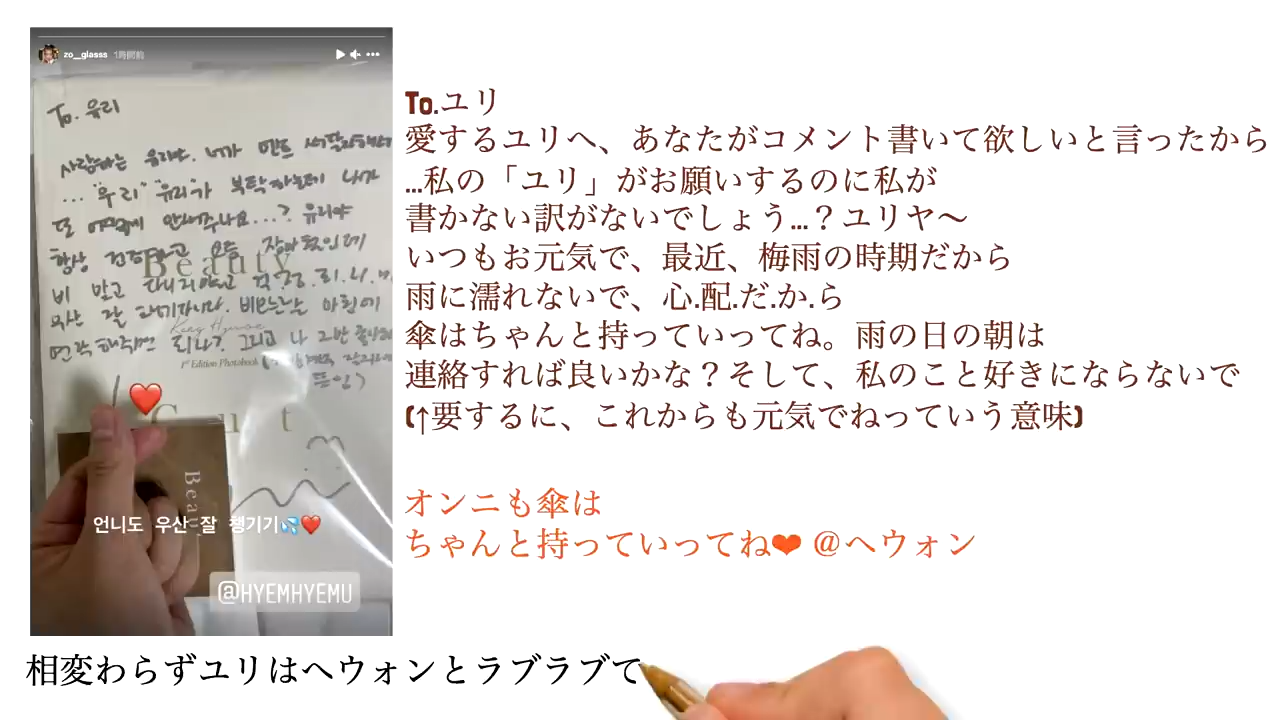 zo__glasss 1時間前
To. 유리
사랑하는 유리야. 너가 멘트 써달라해서
..."우리" "유리"가 부탁하는데 내가
또 어떻게 안써주나요...? 유리야
항상 건강하고 요즘 장마철인데
Beauty
비 맞고 다니지 말고 걱.정.되.니.까
우산 잘 챙기고 다녀. 비오는날 아침에
연락해주면 되나? 그리고 나 그만 좋아해
1st Edition Photobook
뜻임)
Beau
언니도 우산 잘 챙기기💦❤️
@HYEMHYEMU
To.ユリ
愛するユリへ、あなたがコメント書いて欲しいと言ったから
...私の「ユリ」がお願いするのに私が
書かない訳がないでしょう...？ユリヤ〜
いつもお元気で、最近、梅雨の時期だから
雨に濡れないで、心.配.だ.か.ら
傘はちゃんと持っていってね。雨の日の朝は
連絡すれば良いかな？そして、私のこと好きにならないで
(↑要するに、これからも元気でねっていう意味)
オンニも傘は
ちゃんと持っていってね❤ @ヘウォン
相変わらずユリはヘウォンとラブラブて